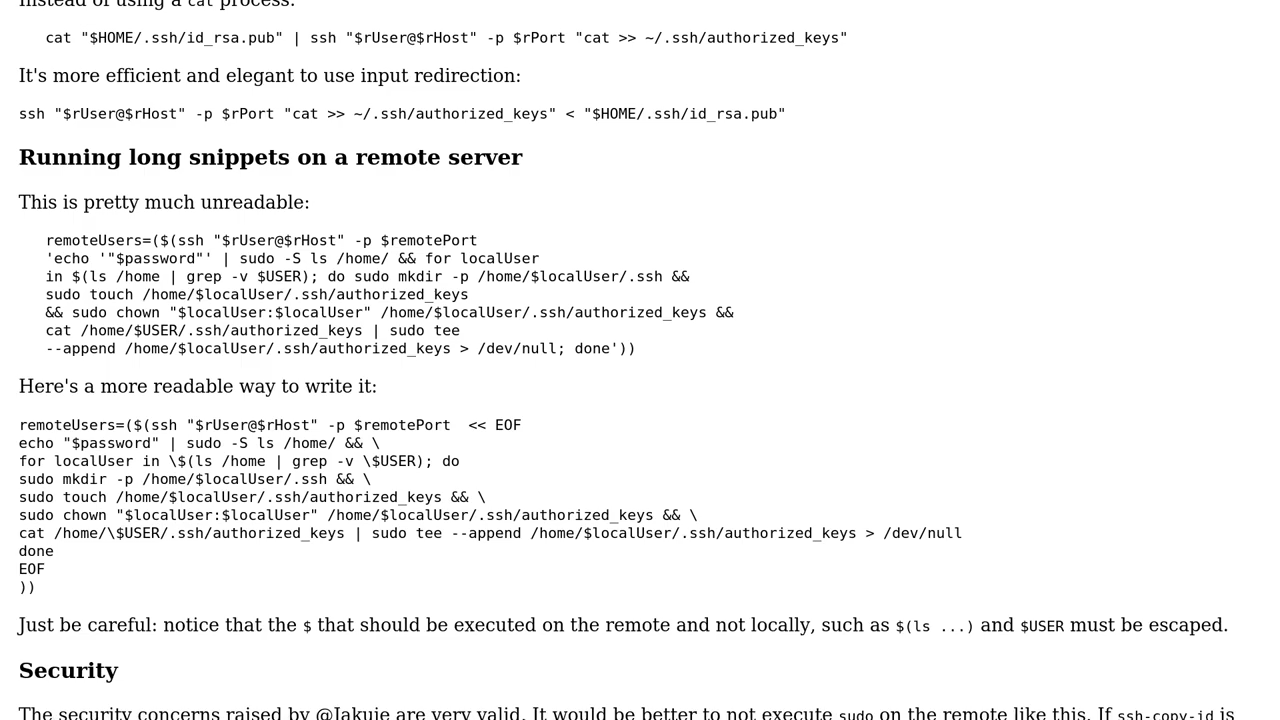 Instead of using a cat process:
cat "$HOME/.ssh/id_rsa.pub" | ssh "$rUser@$rHost" -p $rPort "cat >> ~/.ssh/authorized_keys"
It's more efficient and elegant to use input redirection:
ssh "$rUser@$rHost" -p $rPort "cat >> ~/.ssh/authorized_keys" < "$HOME/.ssh/id_rsa.pub"
Running long snippets on a remote server
This is pretty much unreadable:
remoteUsers=($(ssh "$rUser@$rHost" -p $remotePort
'echo '"$password"' | sudo -S ls /home/ && for localUser
in $(ls /home | grep -v $USER); do sudo mkdir -p /home/$localUser/.ssh &&
sudo touch /home/$localUser/.ssh/authorized_keys
&& sudo chown "$localUser:$localUser" /home/$localUser/.ssh/authorized_keys &&
cat /home/$USER/.ssh/authorized_keys | sudo tee
--append /home/$localUser/.ssh/authorized_keys > /dev/null; done'))
Here's a more readable way to write it:
remoteUsers=($(ssh "$rUser@$rHost" -p $remotePort  << EOF
echo "$password" | sudo -S ls /home/ && \
for localUser in \$(ls /home | grep -v \$USER); do
sudo mkdir -p /home/$localUser/.ssh && \
sudo touch /home/$localUser/.ssh/authorized_keys && \
sudo chown "$localUser:$localUser" /home/$localUser/.ssh/authorized_keys && \
cat /home/\$USER/.ssh/authorized_keys | sudo tee --append /home/$localUser/.ssh/authorized_keys > /dev/null
done
EOF
))
Just be careful: notice that the $ that should be executed on the remote and not locally, such as $(ls ...) and $USER must be escaped.
Security
The security concerns raised by @Jakuje are very valid. It would be better to not execute sudo on the remote like this. If ssh-copy-id is